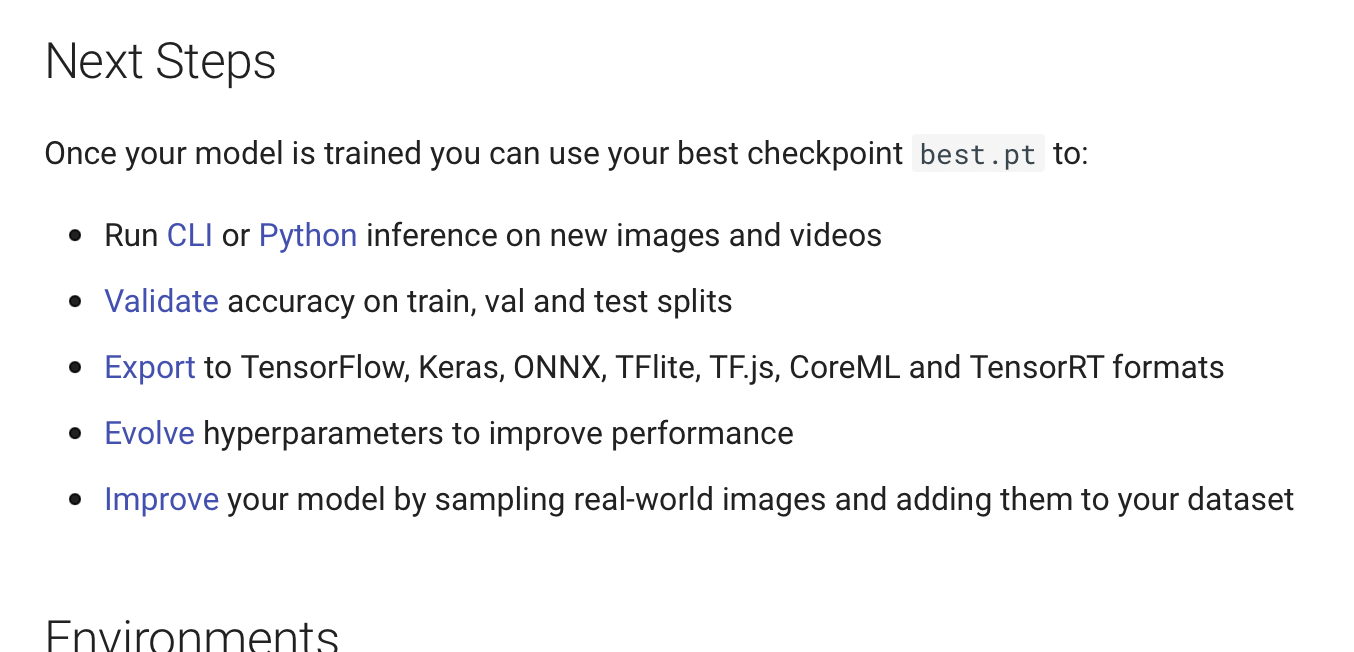 Next Steps
Once your model is trained you can use your best checkpoint best.pt to:
Run CLI or Python inference on new images and videos
Validate accuracy on train, val and test splits
Export to TensorFlow, Keras, ONNX, TFlite, TF.js, CoreML and TensorRT formats
Evolve hyperparameters to improve performance
Improve your model by sampling real-world images and adding them to your dataset
Environments